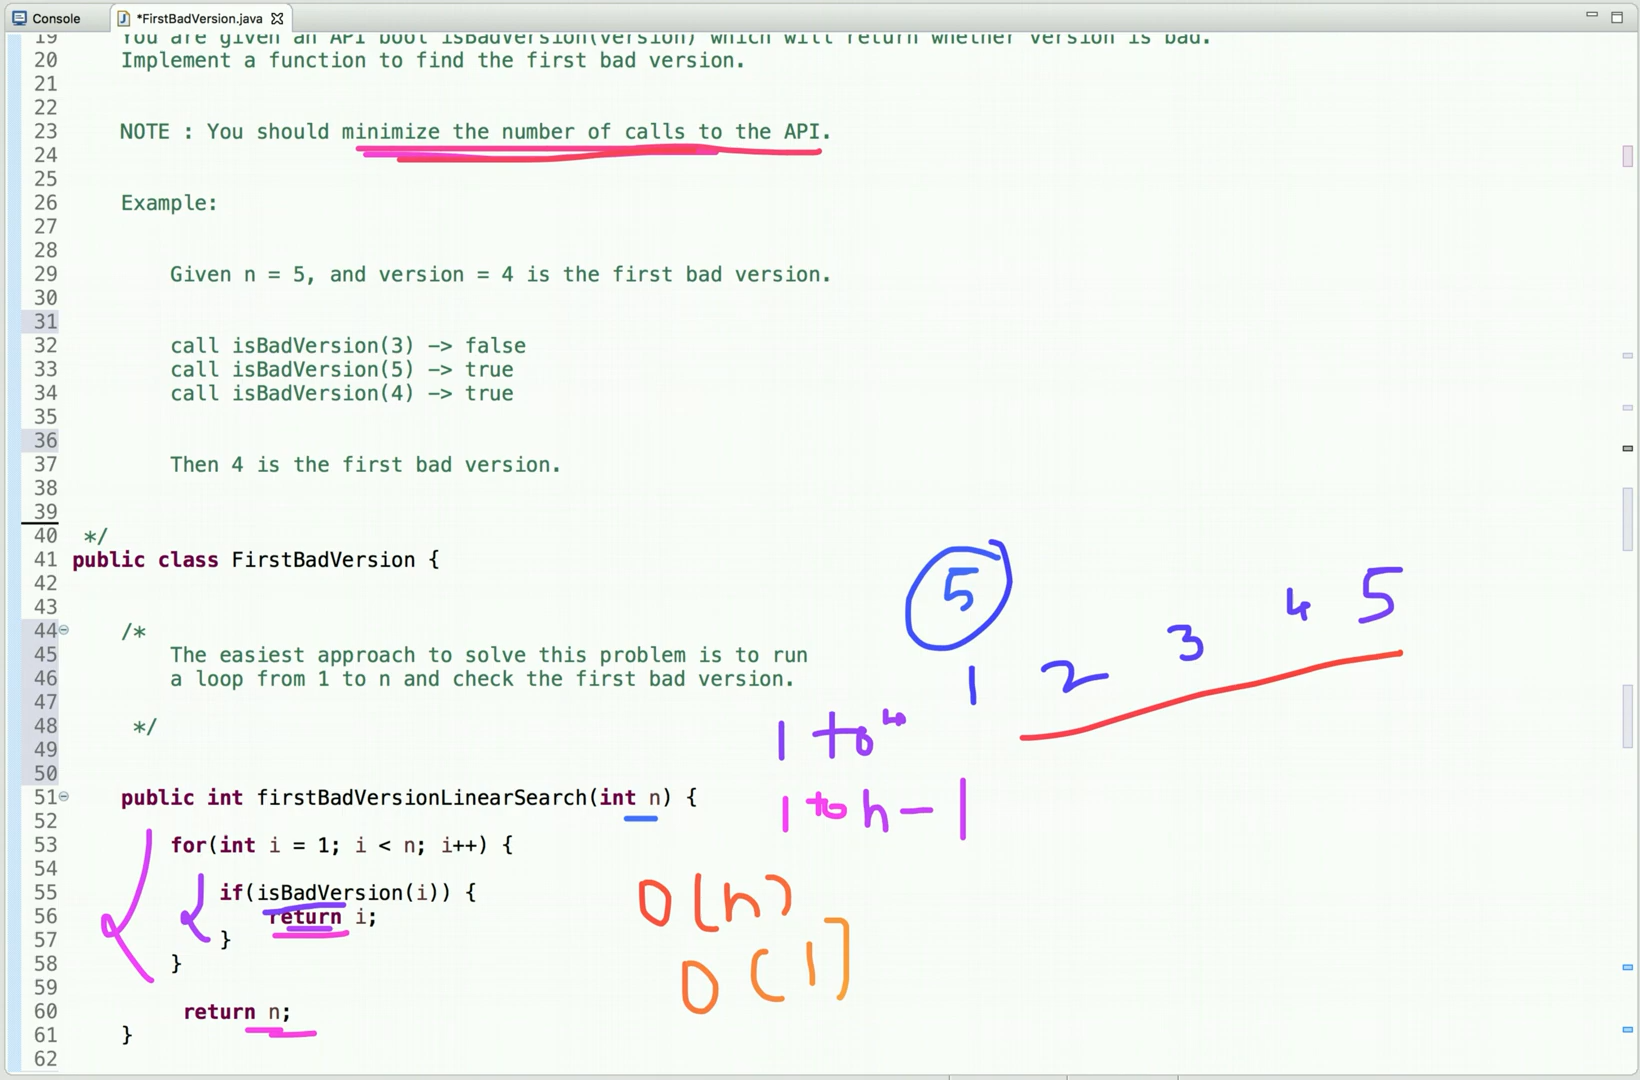 Console
*FirstBadVersion.java
19 You are given an API bool isBadVersion(version) which will return whether version is bad.
20 Implement a function to find the first bad version.
21
22
23 NOTE : You should minimize the number of calls to the API.
24
25
26 Example:
27
28
29 Given n = 5, and version = 4 is the first bad version.
30
31
32 call isBadVersion(3) -> false
33 call isBadVersion(5) -> true
34 call isBadVersion(4) -> true
35
36
37 Then 4 is the first bad version.
38
39
40 */
41 public class FirstBadVersion {
42
43
44 /*
45 The easiest approach to solve this problem is to run
46 a loop from 1 to n and check the first bad version.
47
48 */
49
50
51 public int firstBadVersionLinearSearch(int n) {
52
53 for(int i = 1; i < n; i++) {
54
55 if(isBadVersion(i)) {
56 return i;
57 }
58 }
59
60 return n;
61 }
62
5
1 2 3 4 5
1 to 4
1 to n - 1
O(n)
O(1)